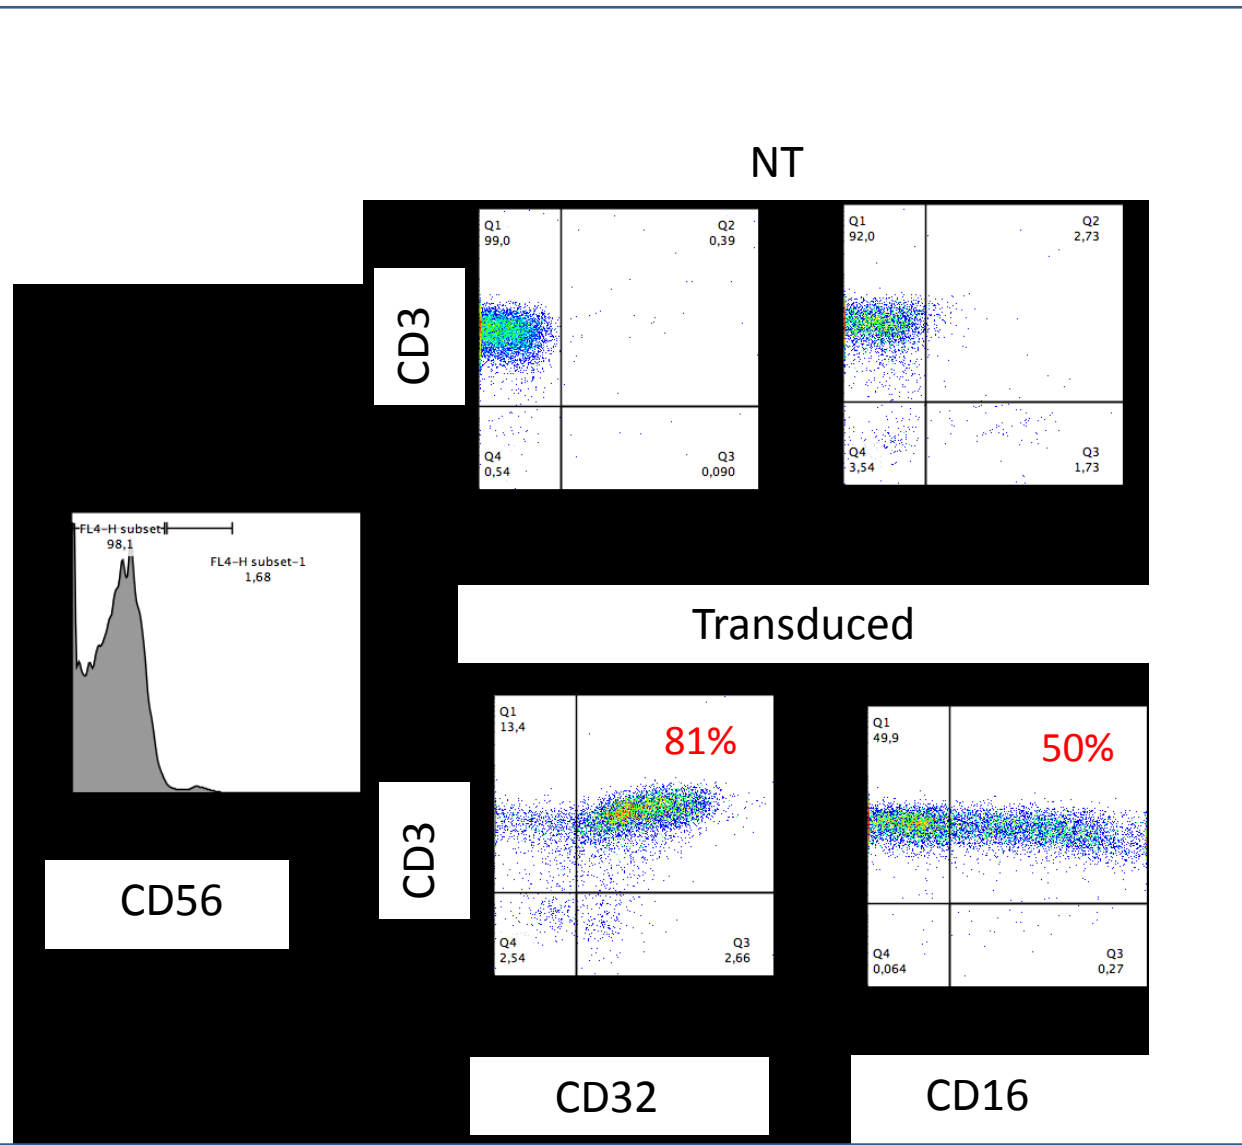 NT
CD3
Q1
99,0
Q2
0,39
Q4
0,54
Q3
0,090
Q1
92,0
Q2
2,73
Q4
3,54
Q3
1,73
FL4-H subset
98,1
FL4-H subset-1
1,68
CD56
Transduced
CD3
Q1
13,4
81%
Q4
2,54
Q3
2,66
Q1
49,9
50%
Q4
0,064
Q3
0,27
CD32
CD16